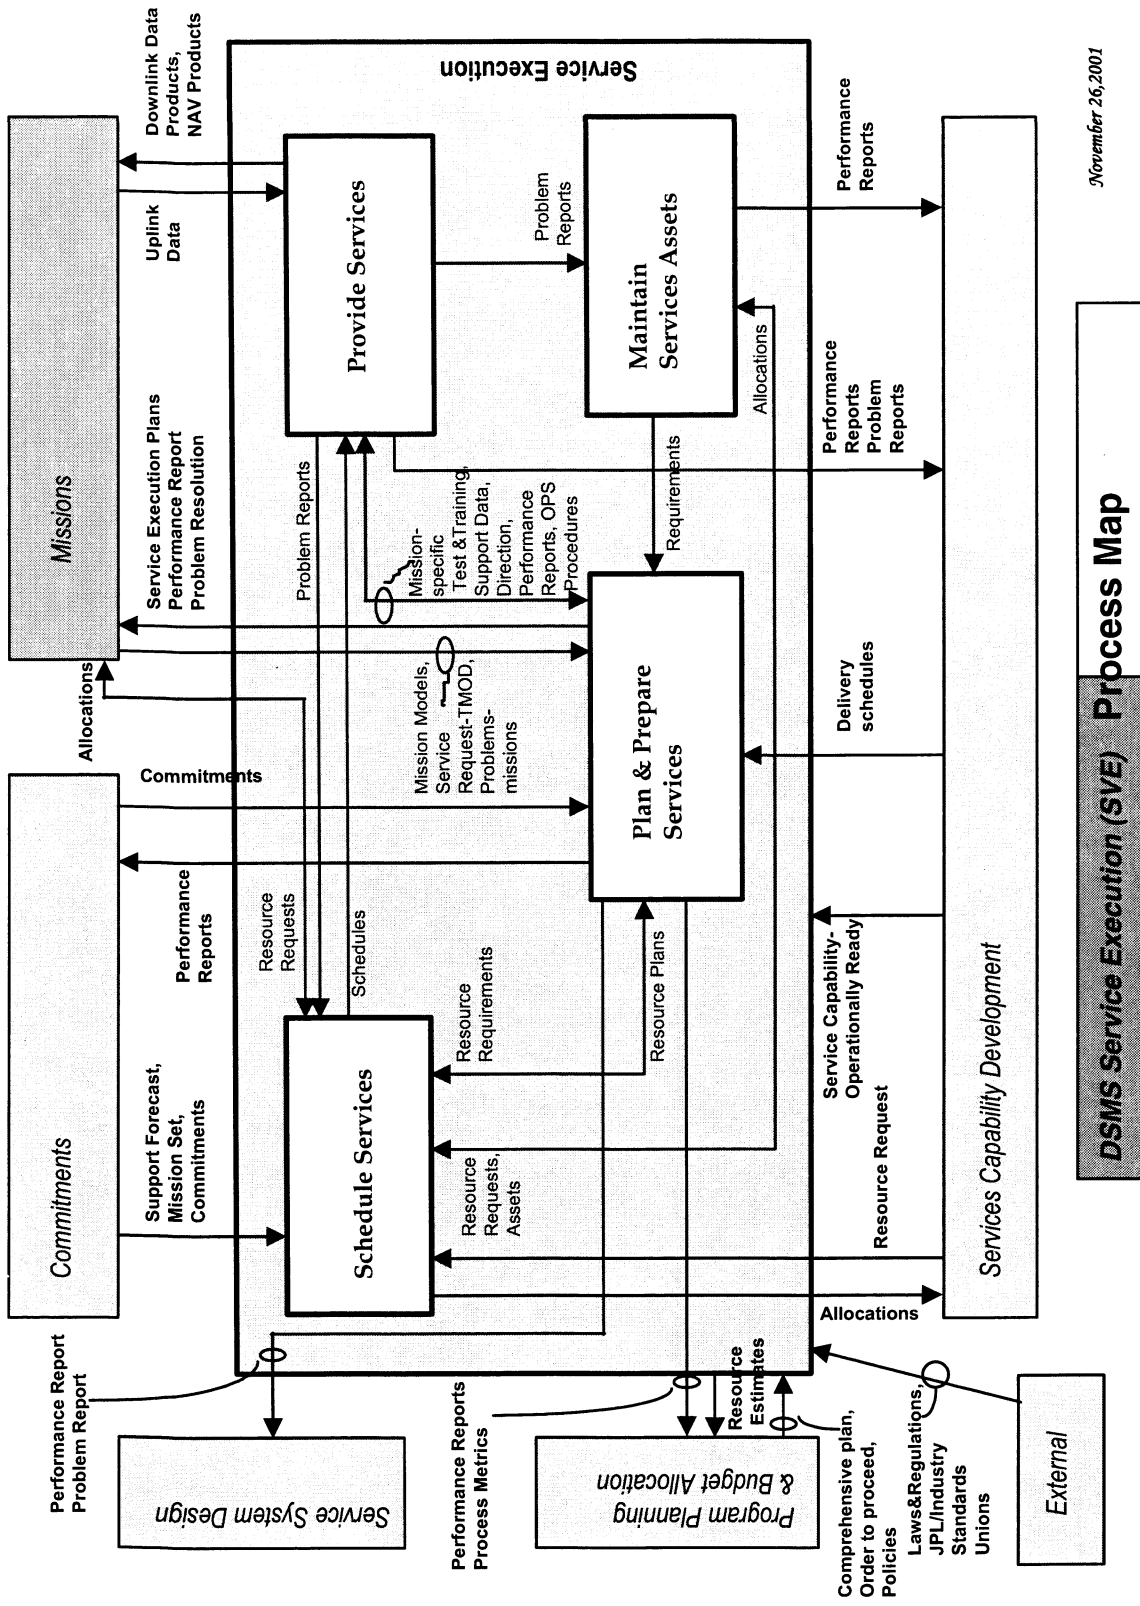 DSMS Service Execution (SVE) Process Map
November 26,2001
Commitments
Missions
Service System Design
Program Planning
& Budget Allocation
External
Services Capability Development
Service Execution
Schedule Services
Provide Services
Plan & Prepare
Services
Maintain
Services Assets
Performance Report
Problem Report
Support Forecast,
Mission Set,
Commitments
Performance
Reports
Commitments
Allocations
Service Execution Plans
Performance Report
Problem Resolution
Uplink
Data
Downlink Data
Products,
NAV Products
Resource
Requests
Schedules
Problem Reports
Mission Models,
Service
Request-TMOD,
Problems-
missions
Mission-
specific
Test &Training,
Support Data,
Direction,
Performance
Reports, OPS
Procedures
Problem
Reports
Resource
Requirements
Resource Plans
Requirements
Resource
Requests,
Assets
Allocations
Performance Reports
Process Metrics
Resource
Estimates
Comprehensive plan,
Order to proceed,
Policies
Laws&Regulations,
JPL/Industry
Standards
Unions
Allocations
Resource Request
Service Capability-
Operationally Ready
Delivery
schedules
Performance
Reports
Problem
Reports
Performance
Reports